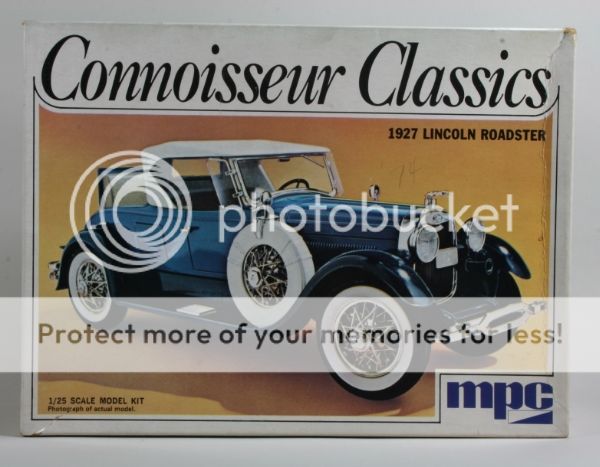 Connoisseur Classics
1927 LINCOLN ROADSTER
74
photobucket
Protect more of your memories for less!
1/25 SCALE MODEL KIT
Photograph of actual model.
mpc